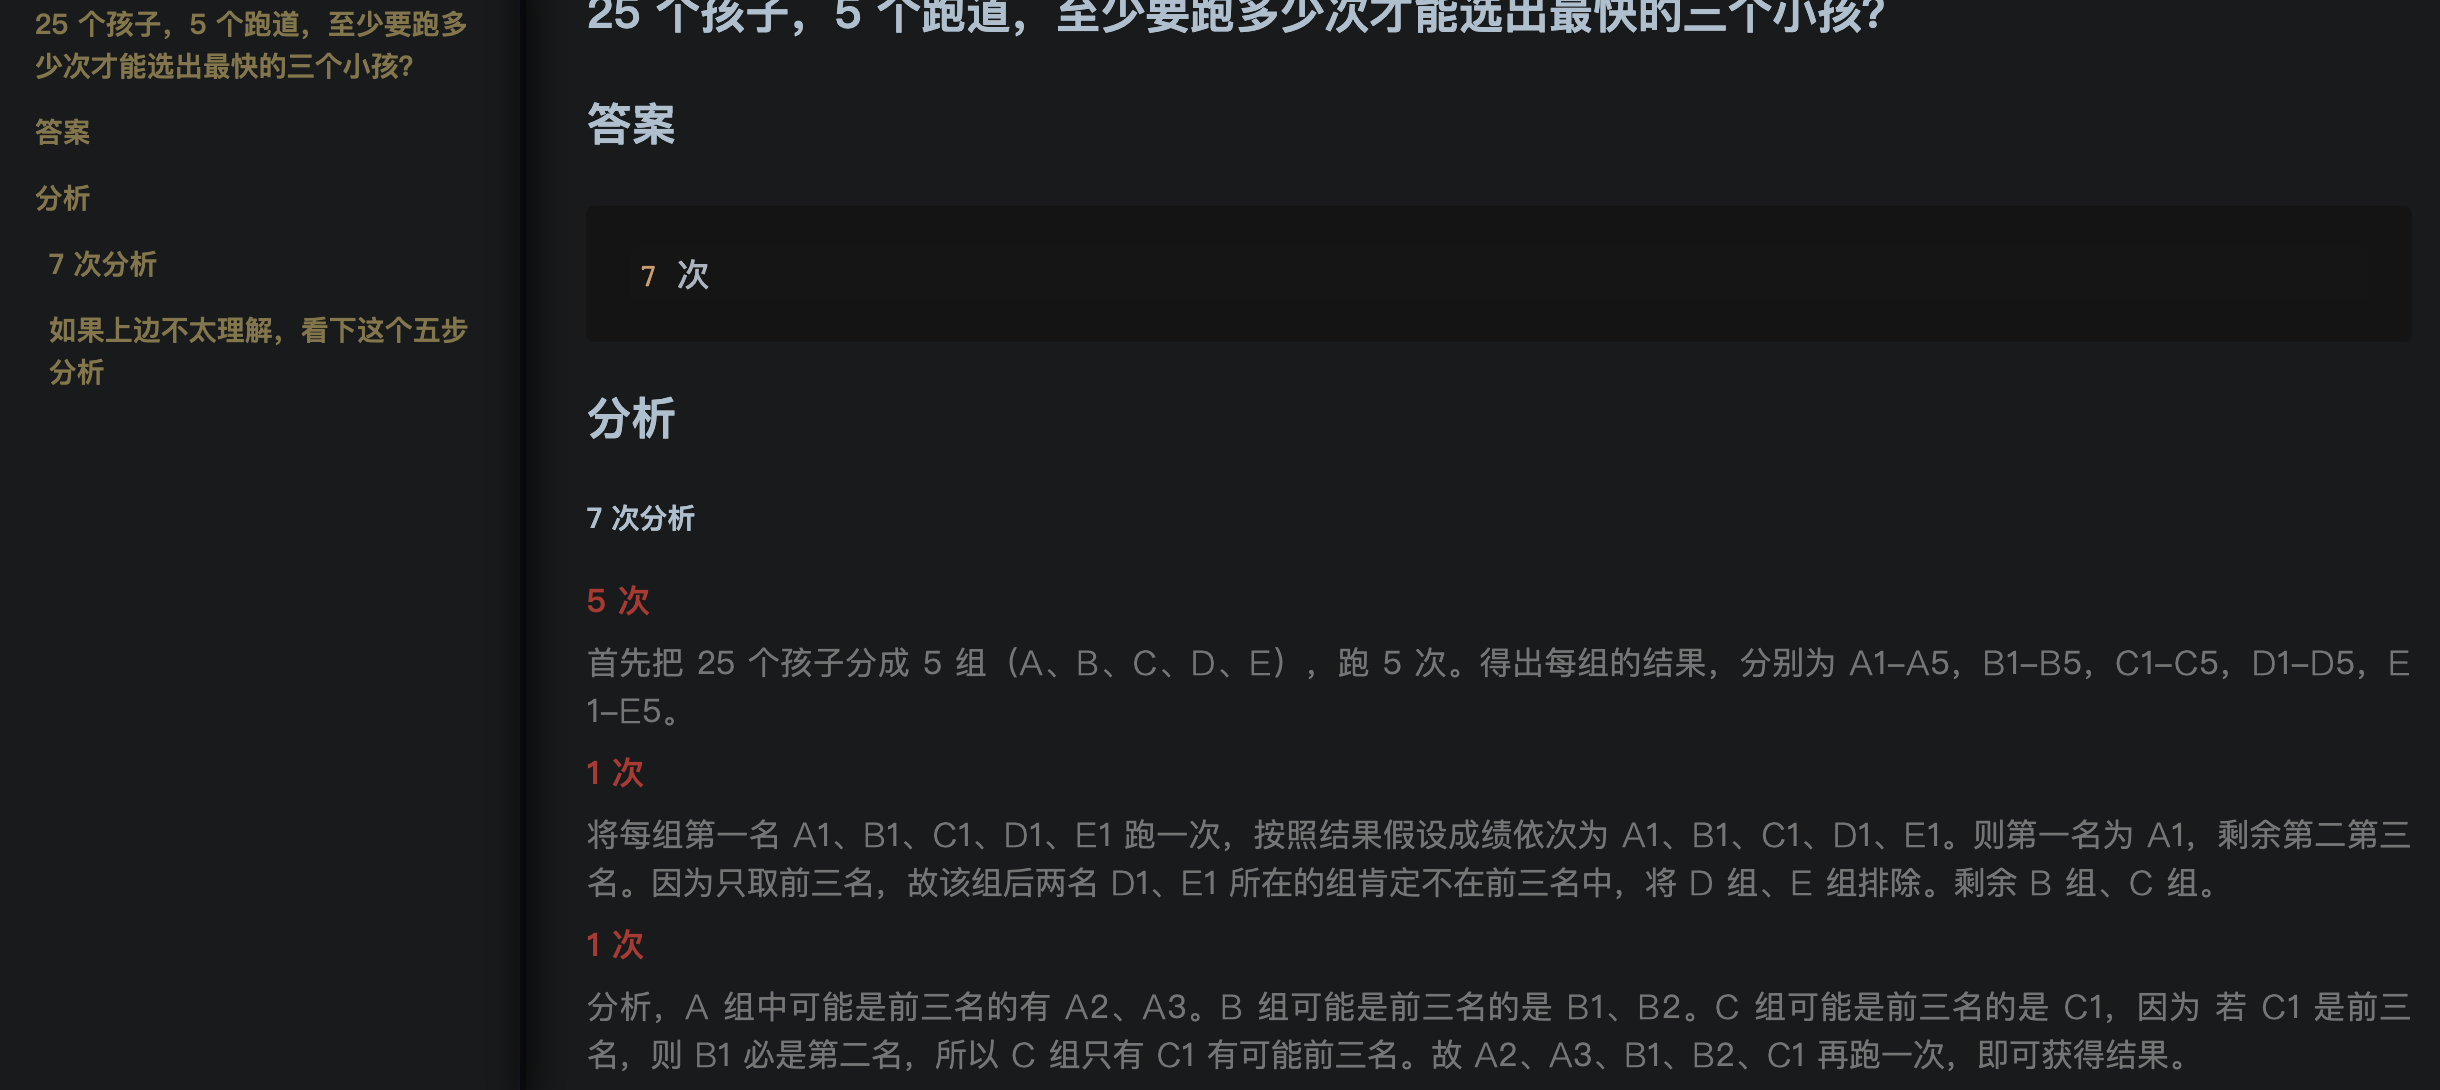 25 个孩子，5 个跑道，至少要跑多
少次才能选出最快的三个小孩？
答案
分析
7 次分析
如果上边不太理解，看下这个五步
分析
25 个孩子，5 个跑道，至少要跑多少次才能选出最快的三个小孩？
答案
7 次
分析
7 次分析
5 次
首先把 25 个孩子分成 5 组（A、B、C、D、E），跑 5 次。得出每组的结果，分别为 A1–A5，B1–B5，C1–C5，D1–D5，E
1–E5。
1 次
将每组第一名 A1、B1、C1、D1、E1 跑一次，按照结果假设成绩依次为 A1、B1、C1、D1、E1。则第一名为 A1，剩余第二第三
名。因为只取前三名，故该组后两名 D1、E1 所在的组肯定不在前三名中，将 D 组、E 组排除。剩余 B 组、C 组。
1 次
分析，A 组中可能是前三名的有 A2、A3。B 组可能是前三名的是 B1、B2。C 组可能是前三名的是 C1，因为 若 C1 是前三
名，则 B1 必是第二名，所以 C 组只有 C1 有可能前三名。故 A2、A3、B1、B2、C1 再跑一次，即可获得结果。